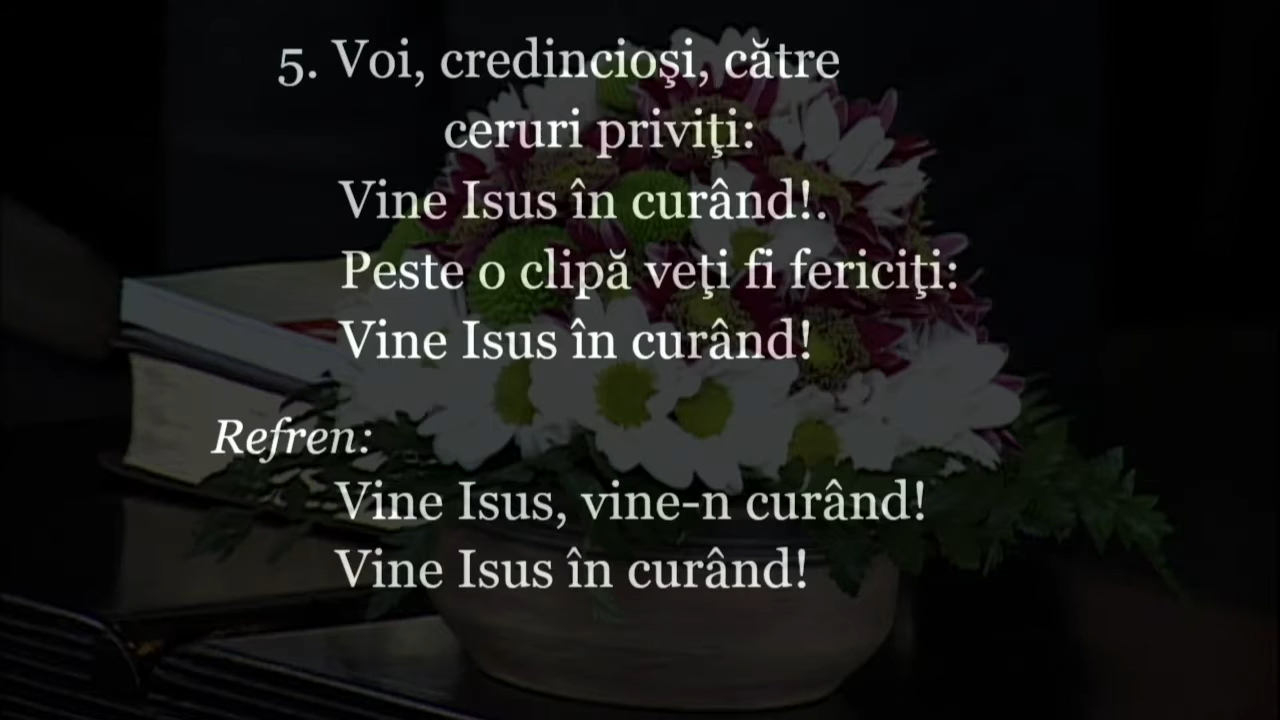 5. Voi, credincioşi, către
ceruri priviţi:
Vine Isus în curând!.
Peste o clipă veţi fi fericiţi:
Vine Isus în curând!
Refren:
Vine Isus, vine-n curând!
Vine Isus în curând!